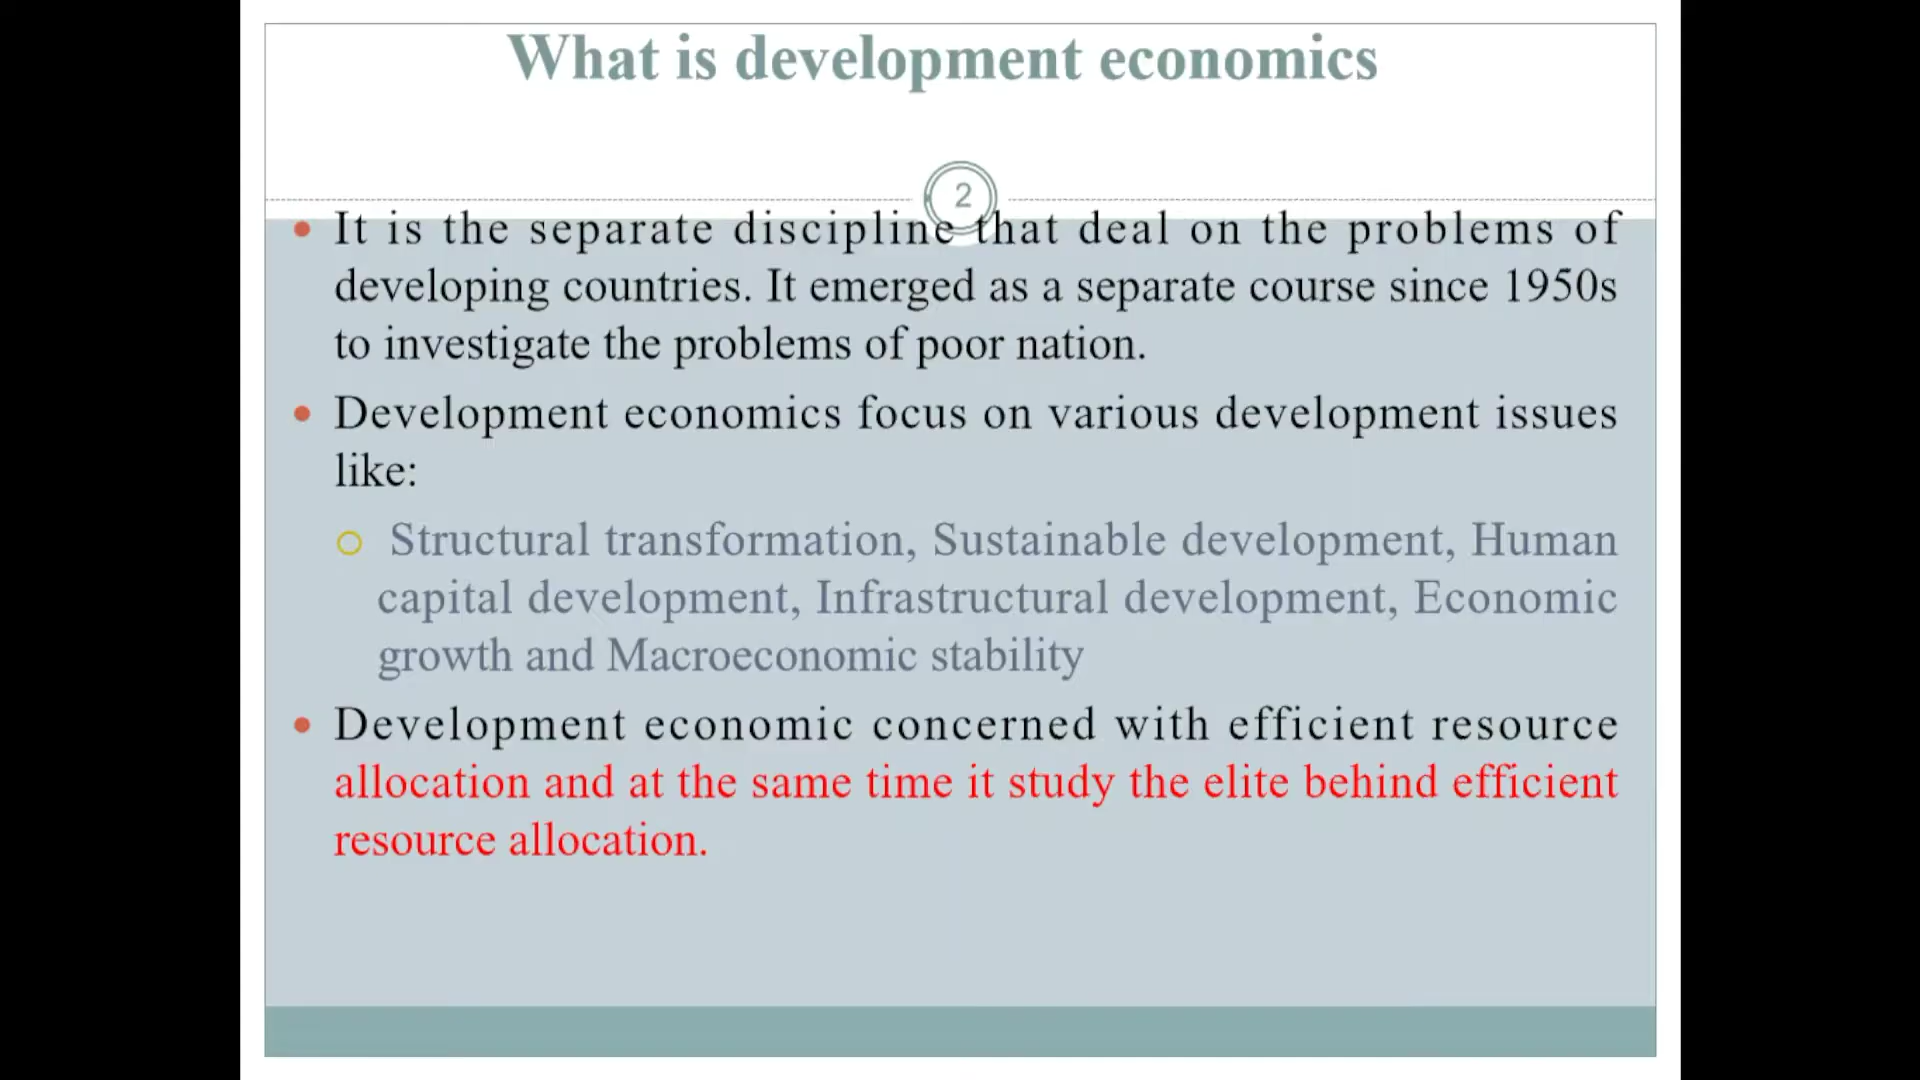 What is development economics
2
• It is the separate discipline that deal on the problems of
developing countries. It emerged as a separate course since 1950s
to investigate the problems of poor nation.
• Development economics focus on various development issues
like:
○ Structural transformation, Sustainable development, Human
capital development, Infrastructural development, Economic
growth and Macroeconomic stability
• Development economic concerned with efficient resource
allocation and at the same time it study the elite behind efficient
resource allocation.